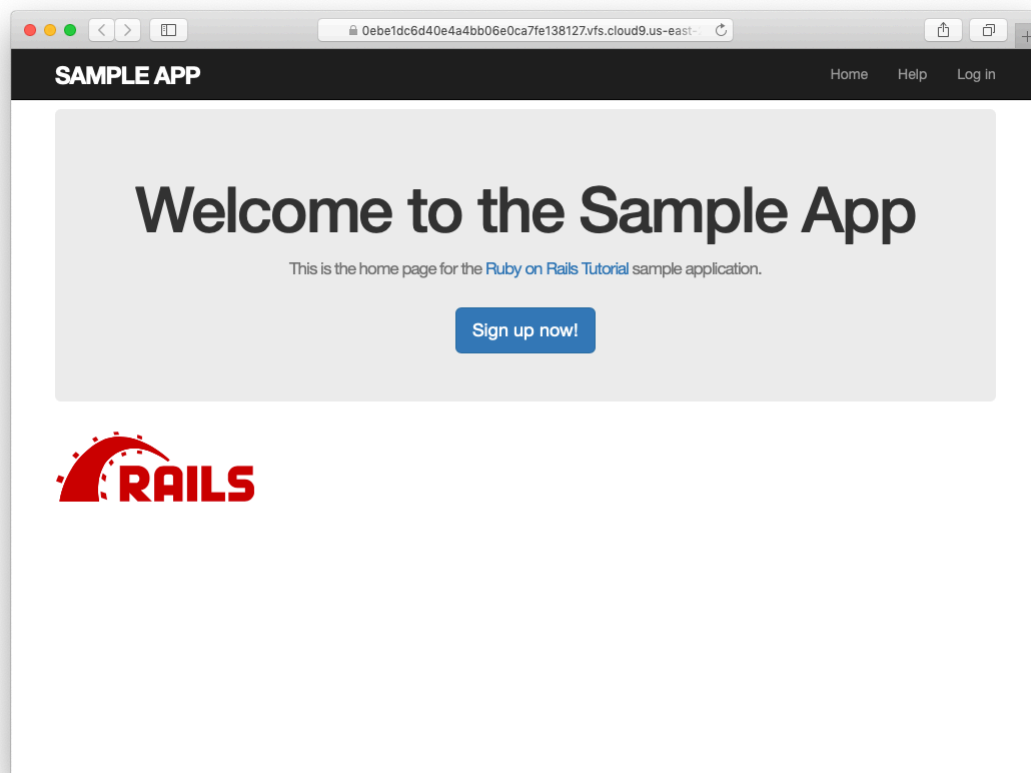 0ebe1dc6d40e4a4bb06e0ca7fe138127.vfs.cloud9.us-east-
SAMPLE APP
Home Help Log in
Welcome to the Sample App
This is the home page for the Ruby on Rails Tutorial sample application.
Sign up now!
RAILS